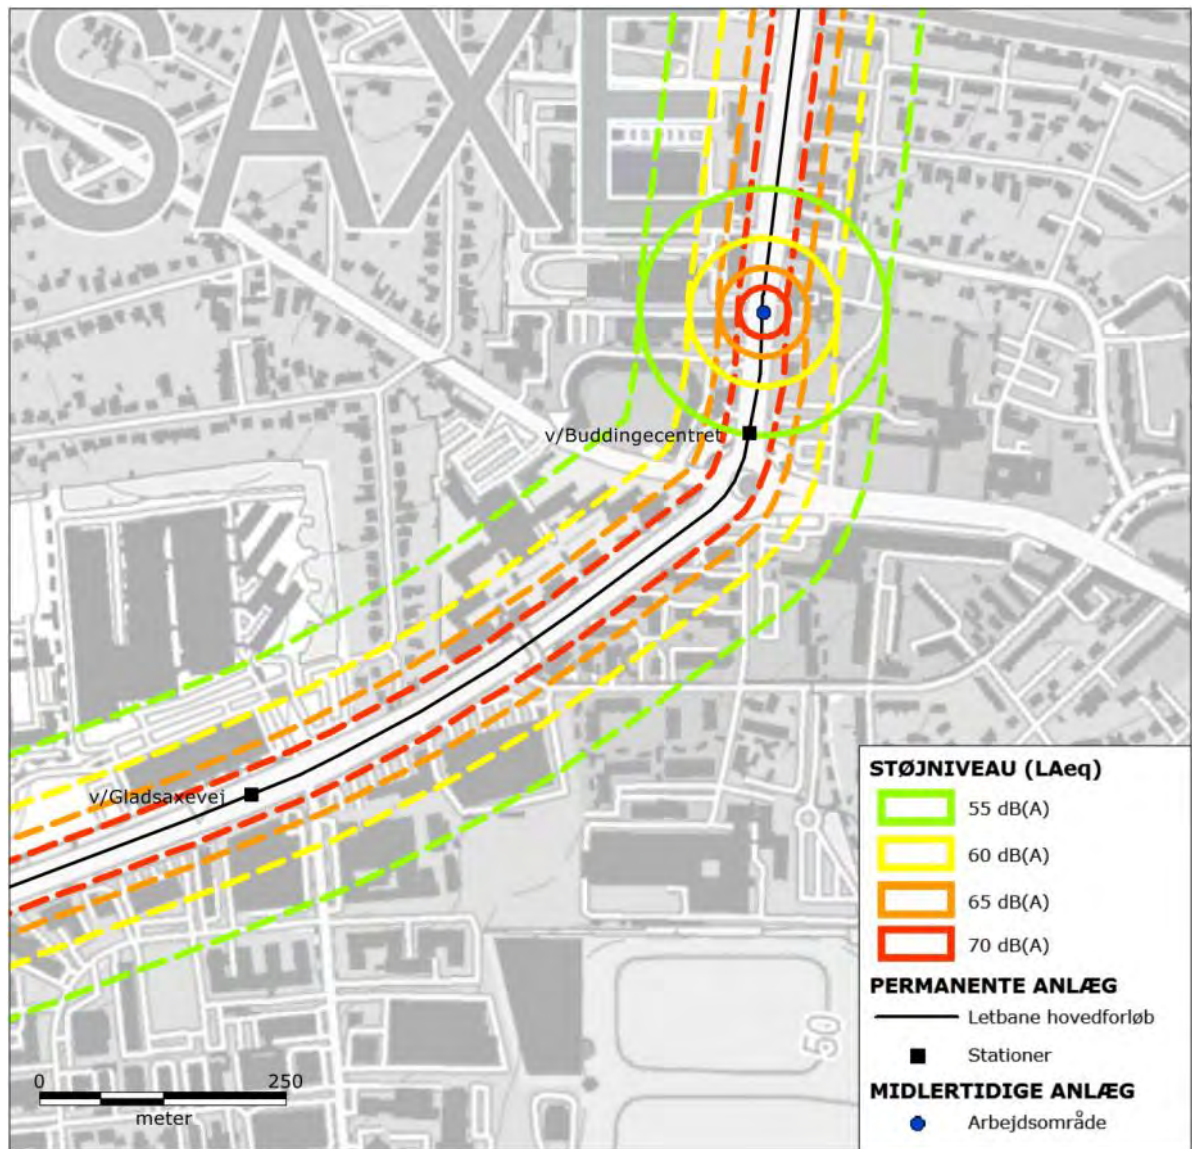 SAXE
v/Buddingecentret
v/Gladsaxevej
50
0 250
meter
STØJNIVEAU (LAeq)
55 dB(A)
60 dB(A)
65 dB(A)
70 dB(A)
PERMANENTE ANLÆG
Letbane hovedforløb
Stationer
MIDLERTIDIGE ANLÆG
Arbejdsområde